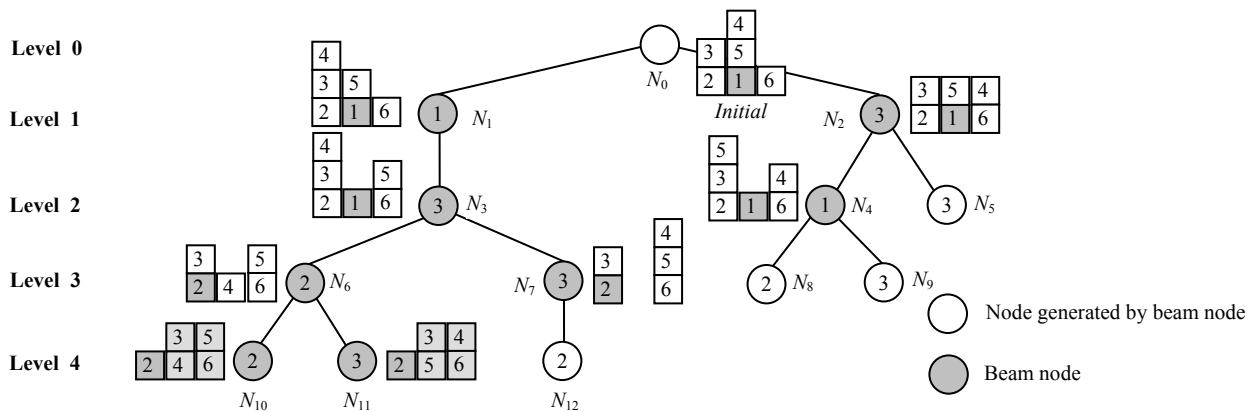 Level 0
4
3 5
2 1 6
N0
Initial
Level 1
4
3 5
2 1 6
1
N1
N2
3
3 5 4
2 1 6
Level 2
4
3 5
2 1 6
3
N3
5
3 4
2 1 6
1
N4
N5
3
Level 3
3 5
2 4 6
2
N6
N7
3
4
3 5
2 6
2
N8
3
N9
Node generated by beam node
Beam node
Level 4
3 5
2 4 6
2
N10
3
N11
3 4
2 5 6
2
N12